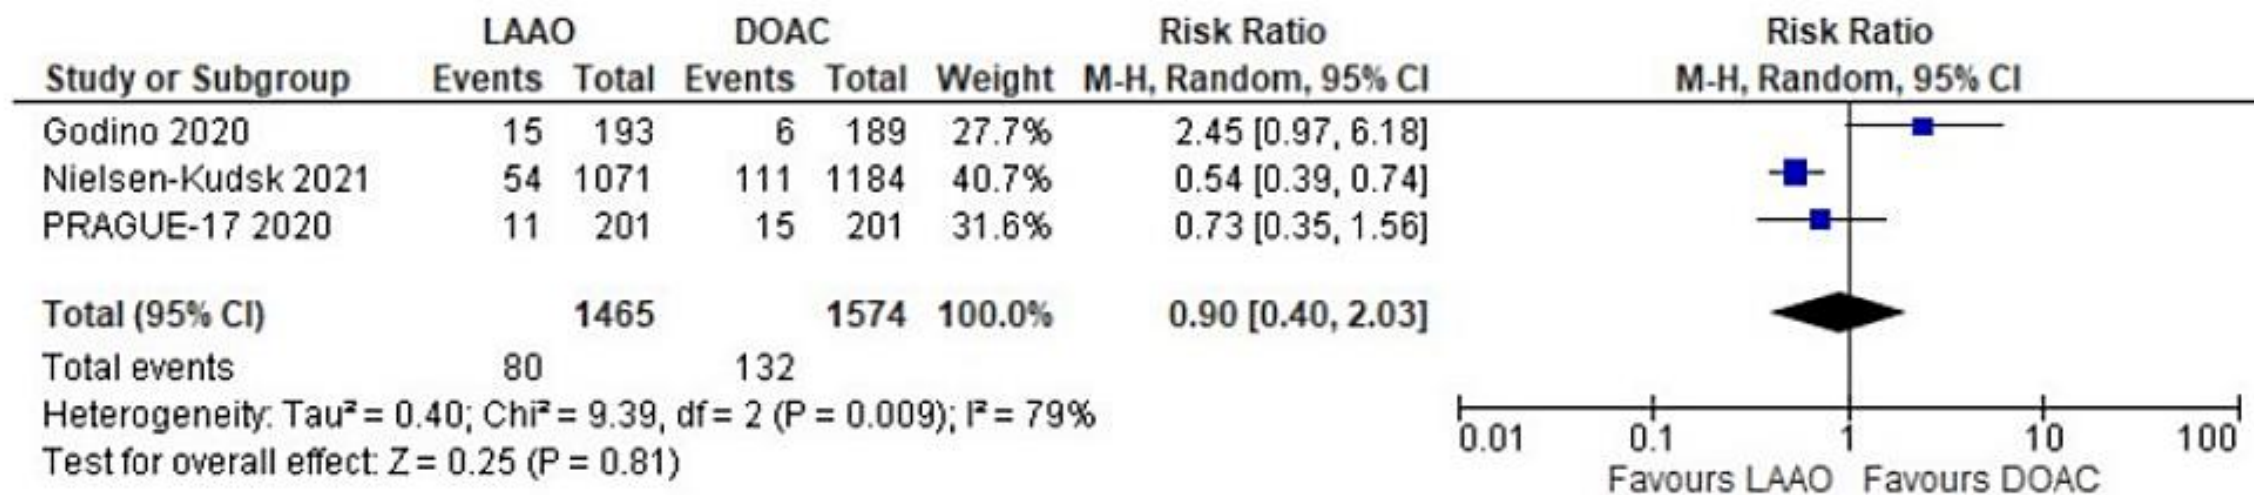 LAAO DOAC Risk Ratio Risk Ratio
Study or Subgroup Events Total Events Total Weight M-H, Random, 95% CI M-H, Random, 95% CI
Godino 2020 15 193 6 189 27.7% 2.45 [0.97, 6.18]
Nielsen-Kudsk 2021 54 1071 111 1184 40.7% 0.54 [0.39, 0.74]
PRAGUE-17 2020 11 201 15 201 31.6% 0.73 [0.35, 1.56]
Total (95% CI) 1465 1574 100.0% 0.90 [0.40, 2.03]
Total events 80 132
Heterogeneity: Tau² = 0.40; Chi² = 9.39, df = 2 (P = 0.009); I² = 79%
Test for overall effect: Z = 0.25 (P = 0.81)
0.01 0.1 1 10 100
Favours LAAO Favours DOAC